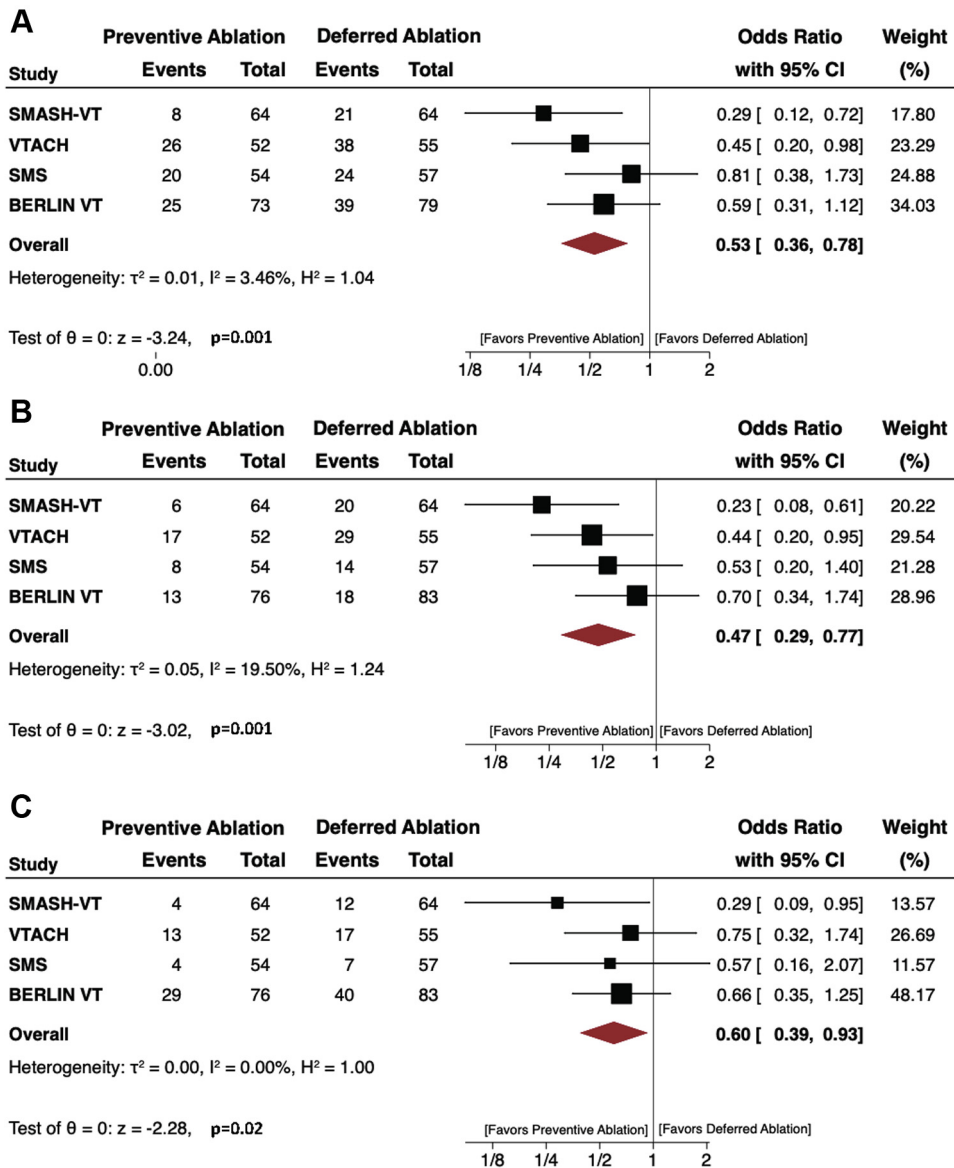 A
Preventive Ablation Deferred Ablation Odds Ratio Weight
Study Events Total Events Total with 95% CI (%)
SMASH-VT 8 64 21 64 0.29 [ 0.12, 0.72] 17.80
VTACH 26 52 38 55 0.45 [ 0.20, 0.98] 23.29
SMS 20 54 24 57 0.81 [ 0.38, 1.73] 24.88
BERLIN VT 25 73 39 79 0.59 [ 0.31, 1.12] 34.03
Overall 0.53 [ 0.36, 0.78]
Heterogeneity: τ² = 0.01, I² = 3.46%, H² = 1.04
Test of θ = 0: z = -3.24, p=0.001 [Favors Preventive Ablation] [Favors Deferred Ablation]
0.00 1/8 1/4 1/2 1 2
B
Preventive Ablation Deferred Ablation Odds Ratio Weight
Study Events Total Events Total with 95% CI (%)
SMASH-VT 6 64 20 64 0.23 [ 0.08, 0.61] 20.22
VTACH 17 52 29 55 0.44 [ 0.20, 0.95] 29.54
SMS 8 54 14 57 0.53 [ 0.20, 1.40] 21.28
BERLIN VT 13 76 18 83 0.70 [ 0.34, 1.74] 28.96
Overall 0.47 [ 0.29, 0.77]
Heterogeneity: τ² = 0.05, I² = 19.50%, H² = 1.24
Test of θ = 0: z = -3.02, p=0.001 [Favors Preventive Ablation] [Favors Deferred Ablation]
1/8 1/4 1/2 1 2
C
Preventive Ablation Deferred Ablation Odds Ratio Weight
Study Events Total Events Total with 95% CI (%)
SMASH-VT 4 64 12 64 0.29 [ 0.09, 0.95] 13.57
VTACH 13 52 17 55 0.75 [ 0.32, 1.74] 26.69
SMS 4 54 7 57 0.57 [ 0.16, 2.07] 11.57
BERLIN VT 29 76 40 83 0.66 [ 0.35, 1.25] 48.17
Overall 0.60 [ 0.39, 0.93]
Heterogeneity: τ² = 0.00, I² = 0.00%, H² = 1.00
Test of θ = 0: z = -2.28, p=0.02 [Favors Preventive Ablation] [Favors Deferred Ablation]
1/8 1/4 1/2 1 2